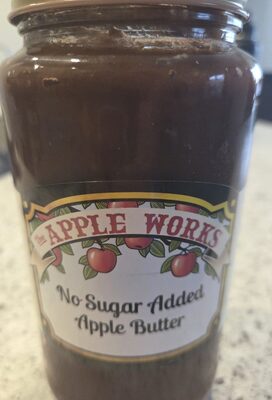 the APPLE WORKS
No Sugar Added
Apple Butter